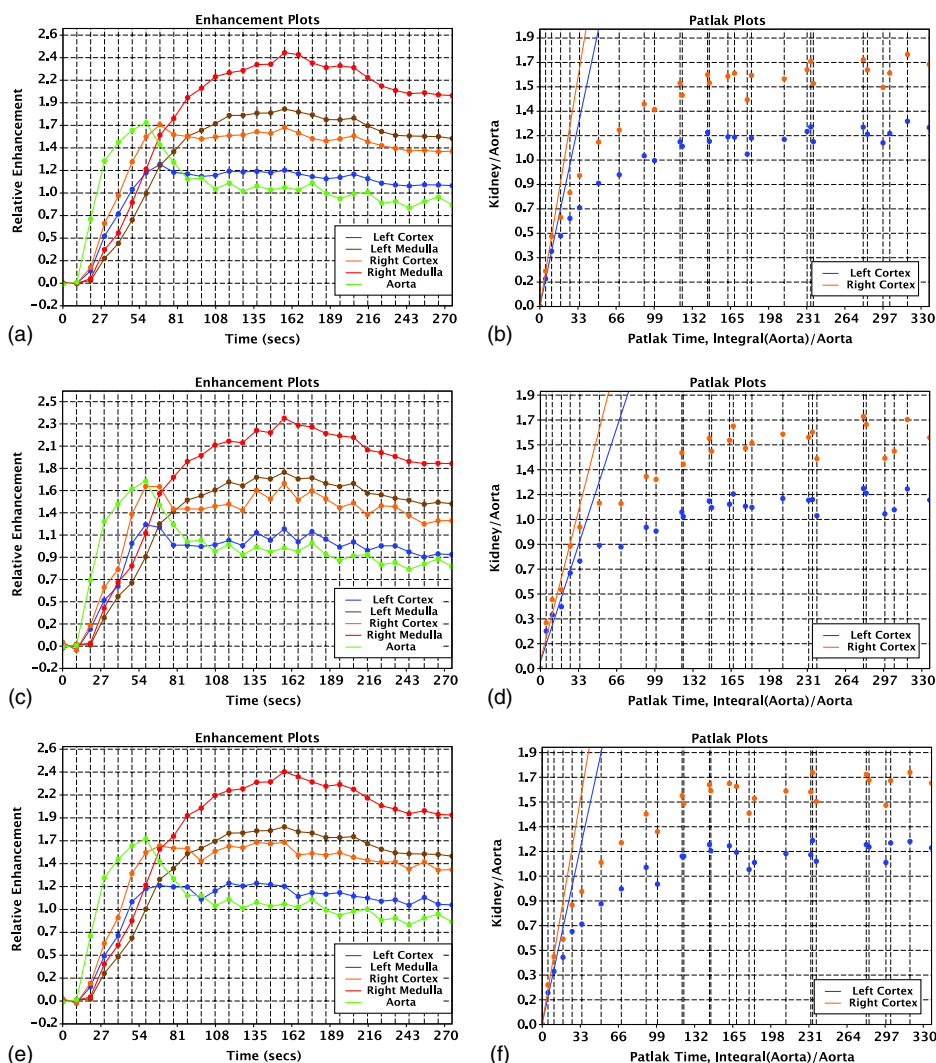 Enhancement Plots
Relative Enhancement
2.6
2.4
2.2
1.9
1.7
1.4
1.2
1.0
0.7
0.5
0.2
0.0
−0.2
Left Cortex
Left Medulla
Right Cortex
Right Medulla
Aorta
0 27 54 81 108 135 162 189 216 243 270
Time (secs)
(a)
Patlak Plots
Kidney/Aorta
1.9
1.7
1.5
1.4
1.2
1.0
0.9
0.7
0.5
0.3
0.2
0.0
Left Cortex
Right Cortex
0 33 66 99 132 165 198 231 264 297 330
Patlak Time, Integral(Aorta)/Aorta
(b)
Enhancement Plots
Relative Enhancement
2.5
2.3
2.1
1.8
1.6
1.4
1.1
0.9
0.7
0.5
0.2
0.0
−0.2
Left Cortex
Left Medulla
Right Cortex
Right Medulla
Aorta
0 27 54 81 108 135 162 189 216 243 270
Time (secs)
(c)
Patlak Plots
Kidney/Aorta
1.9
1.7
1.5
1.4
1.2
1.0
0.9
0.7
0.5
0.3
0.2
0.0
Left Cortex
Right Cortex
0 33 66 99 132 165 198 231 264 297 330
Patlak Time, Integral(Aorta)/Aorta
(d)
Enhancement Plots
Relative Enhancement
2.6
2.4
2.2
1.9
1.7
1.4
1.2
1.0
0.7
0.5
0.2
0.0
−0.2
Left Cortex
Left Medulla
Right Cortex
Right Medulla
Aorta
0 27 54 81 108 135 162 189 216 243 270
Time (secs)
(e)
Patlak Plots
Kidney/Aorta
1.9
1.7
1.5
1.4
1.2
1.0
0.8
0.7
0.5
0.3
0.2
0.0
Left Cortex
Right Cortex
0 33 66 99 132 165 198 231 264 297 330
Patlak Time, Integral(Aorta)/Aorta
(f)